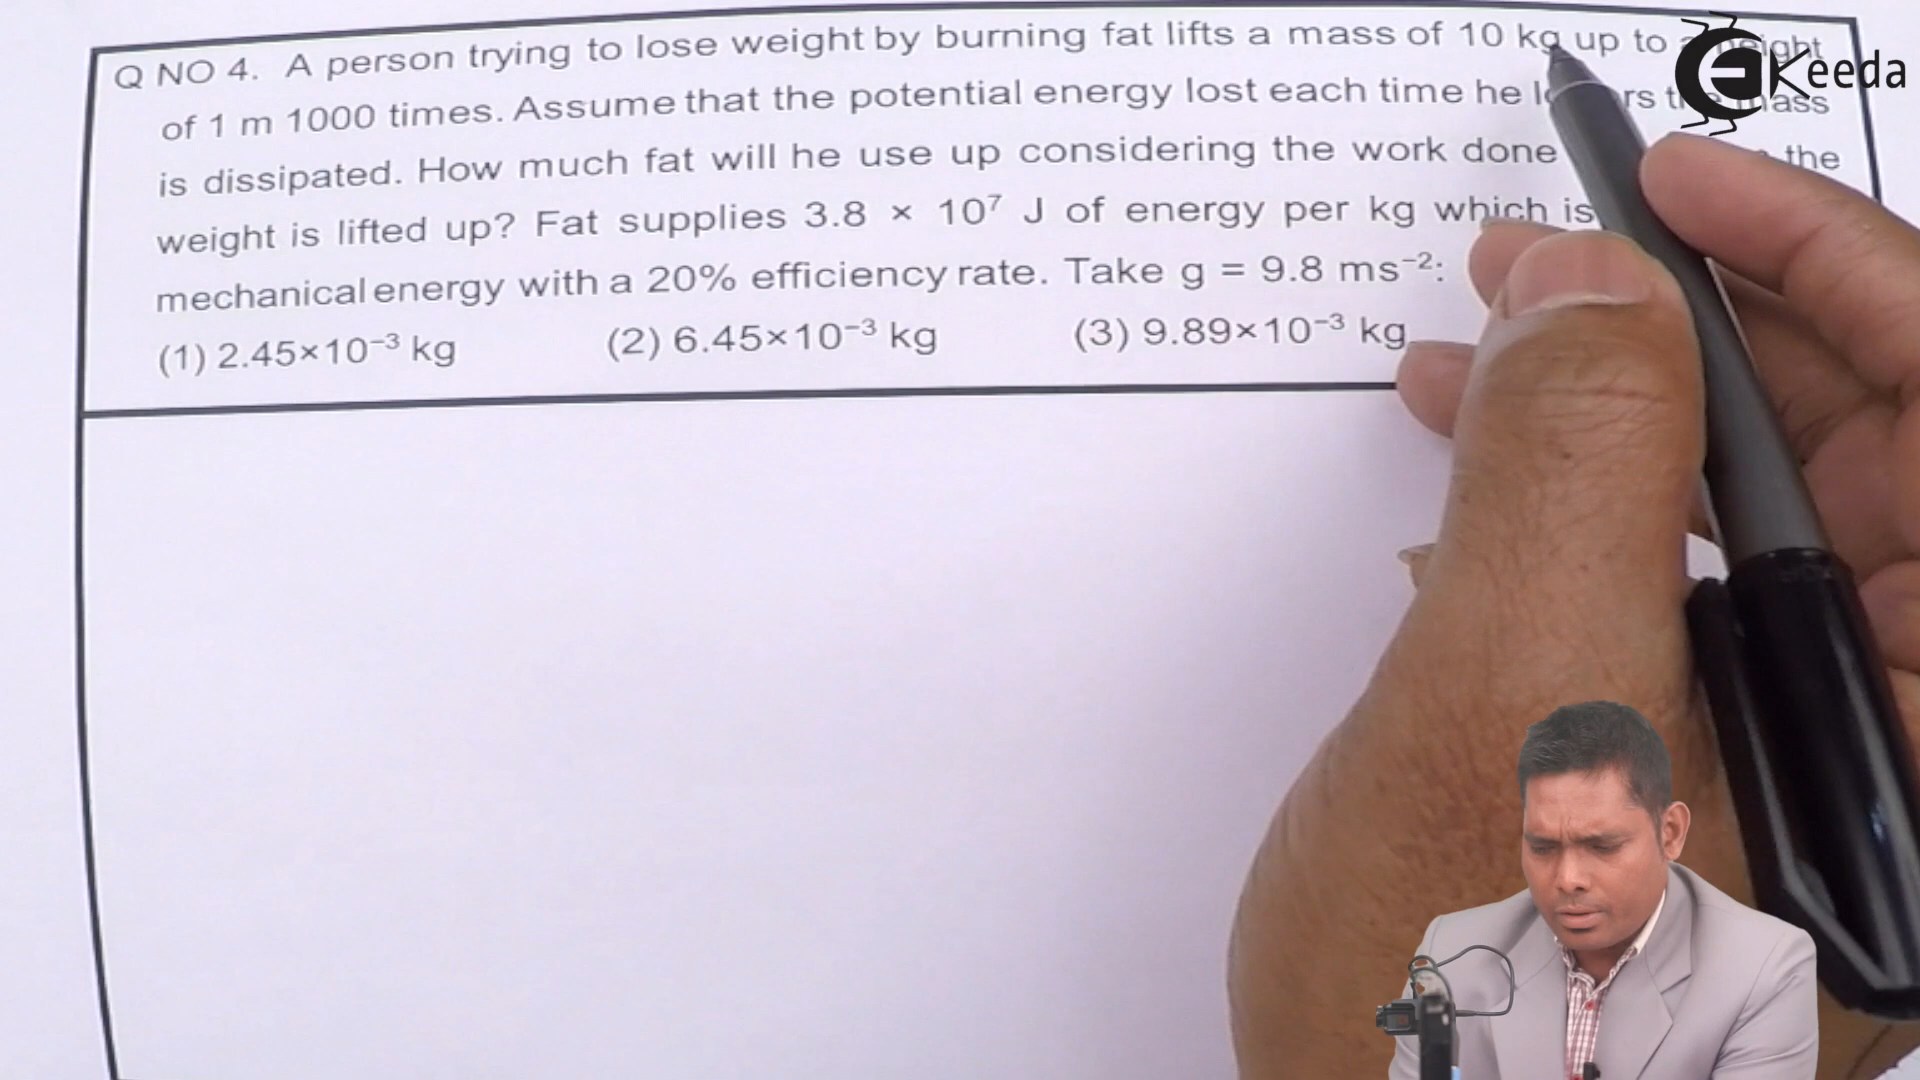 Q NO 4. A person trying to lose weight by burning fat lifts a mass of 10 kg up to
of 1 m 1000 times. Assume that the potential energy lost each time he mass
is dissipated. How much fat will he use up considering the work done the
weight is lifted up? Fat supplies 3.8 × 10⁷ J of energy per kg which is
mechanical energy with a 20% efficiency rate. Take g = 9.8 ms⁻²:
(1) 2.45×10⁻³ kg (2) 6.45×10⁻³ kg (3) 9.89×10⁻³ kg
eKeeda